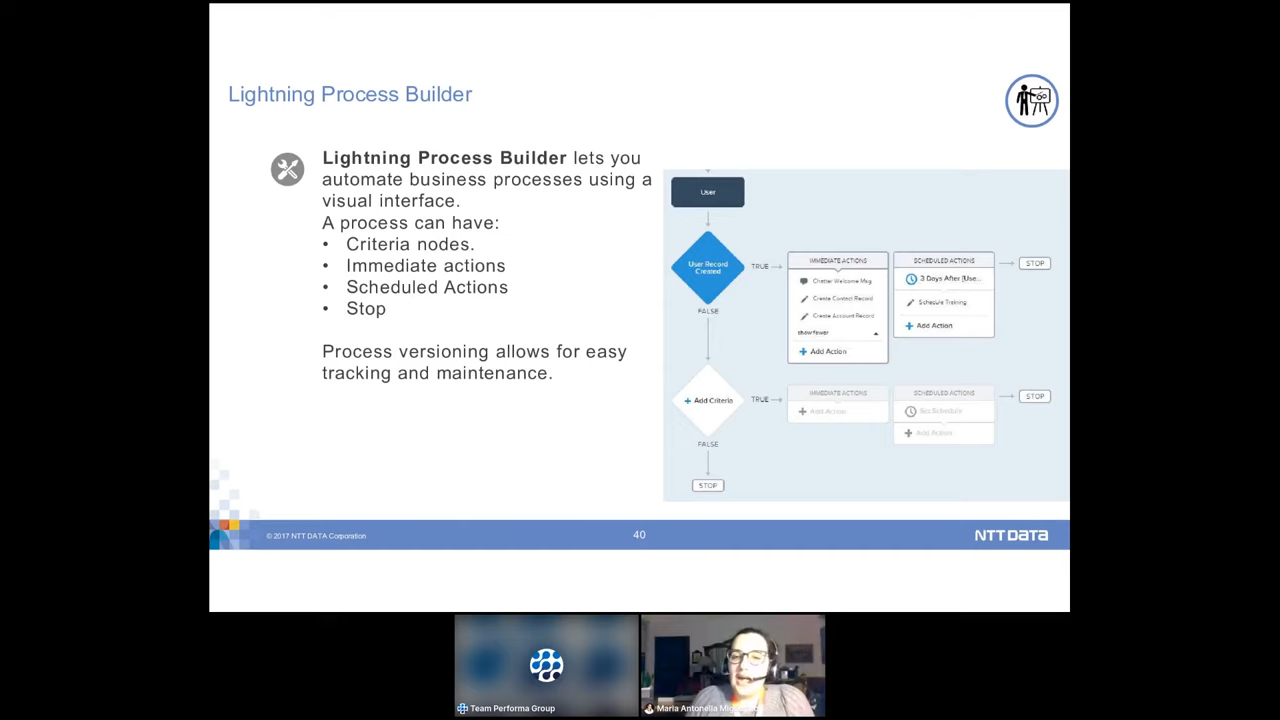 Lightning Process Builder
Lightning Process Builder lets you
automate business processes using a
visual interface.
A process can have:
• Criteria nodes.
• Immediate actions
• Scheduled Actions
• Stop
Process versioning allows for easy
tracking and maintenance.
User
User Record
Created
TRUE
FALSE
IMMEDIATE ACTIONS
Chatter Welcome Msg
Create Contact Record
Create Account Record
show fewer
Add Action
SCHEDULED ACTIONS
3 Days After [Use...
Schedule Training
Add Action
STOP
Add Criteria
TRUE
FALSE
IMMEDIATE ACTIONS
Add Action
SCHEDULED ACTIONS
Set Schedule
Add Action
STOP
STOP
© 2017 NTT DATA Corporation
40
NTT DATA
Team Performa Group
Maria Antonella